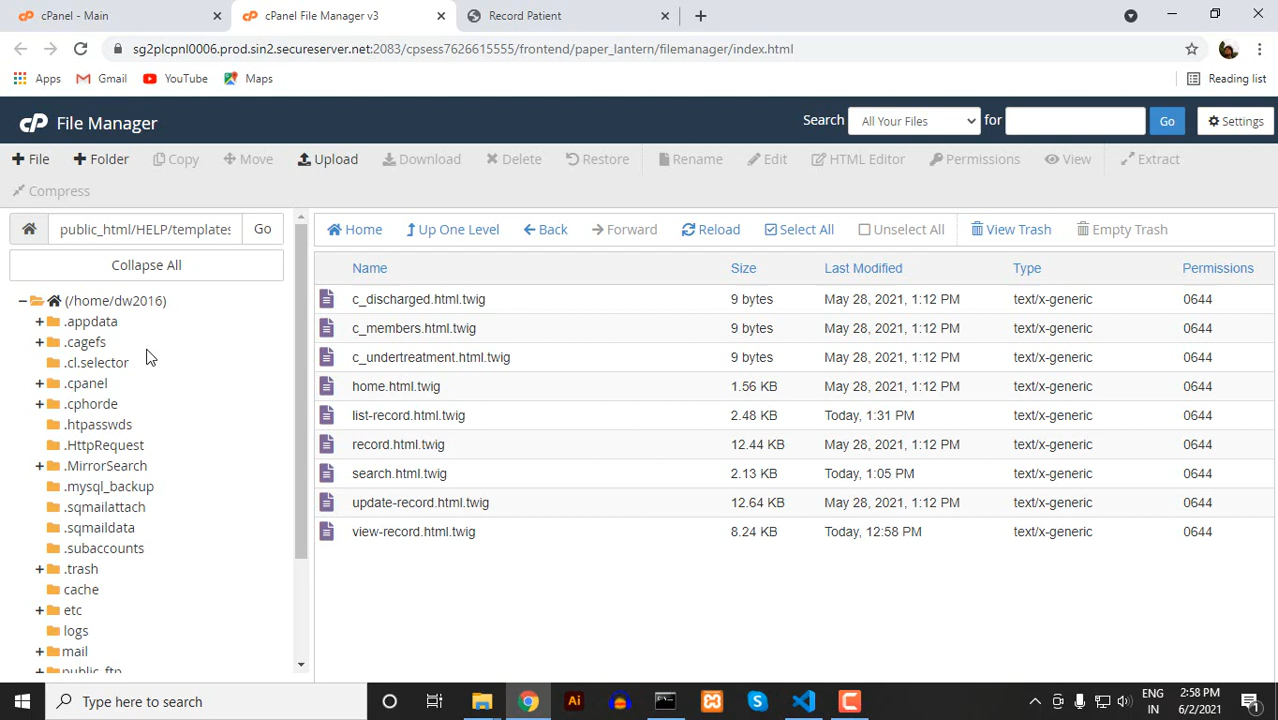 cPanel - Main
cPanel File Manager v3
Record Patient
sg2plcpnl0006.prod.sin2.secureserver.net:2083/cpsess7626615555/frontend/paper_lantern/filemanager/index.html
Apps Gmail YouTube Maps Reading list
cP File Manager
Search All Your Files for Go Settings
File Folder Copy Move Upload Download Delete Restore Rename Edit HTML Editor Permissions View Extract
Compress
public_html/HELP/templates Go
Collapse All
(/home/dw2016)
.appdata
.cagefs
.cl.selector
.cpanel
.cphorde
.htpasswds
.HttpRequest
.MirrorSearch
.mysql_backup
.sqmailattach
.sqmaildata
.subaccounts
.trash
cache
etc
logs
mail
public_ftp
Home Up One Level Back Forward Reload Select All Unselect All View Trash Empty Trash
Name Size Last Modified Type Permissions
c_discharged.html.twig 9 bytes May 28, 2021, 1:12 PM text/x-generic 0644
c_members.html.twig 9 bytes May 28, 2021, 1:12 PM text/x-generic 0644
c_undertreatment.html.twig 9 bytes May 28, 2021, 1:12 PM text/x-generic 0644
home.html.twig 1.56 KB May 28, 2021, 1:12 PM text/x-generic 0644
list-record.html.twig 2.48 KB Today, 1:31 PM text/x-generic 0644
record.html.twig 12.44 KB May 28, 2021, 1:12 PM text/x-generic 0644
search.html.twig 2.13 KB Today, 1:05 PM text/x-generic 0644
update-record.html.twig 12.64 KB May 28, 2021, 1:12 PM text/x-generic 0644
view-record.html.twig 8.24 KB Today, 12:58 PM text/x-generic 0644
Type here to search
Ai
ENG
IN
2:58 PM
6/2/2021
1